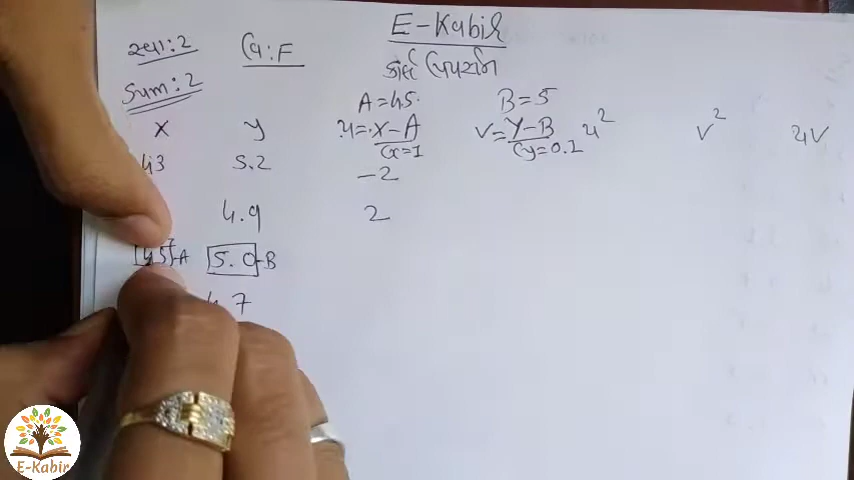 E-Kabir
સ્વા:2 વિ:F
Sum:2
A=45. B=5
x y u=x-A v=y-B u² v² uv
Cx=1 Cy=0.1
43 5.2 -2
4.9 2
45-A 5.0-B
4.7
E-Kabir